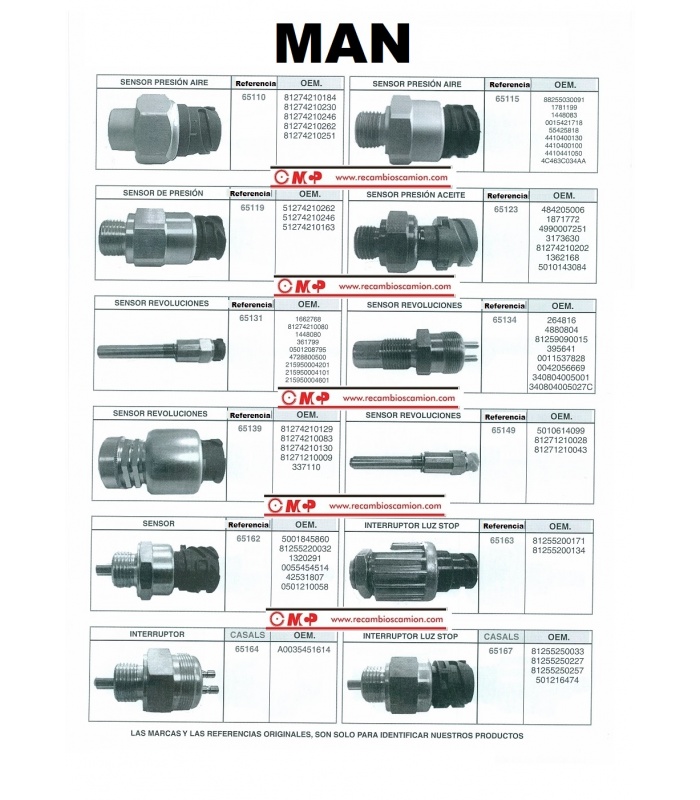 MAN
SENSOR PRESIÓN AIRE Referencia OEM.
65110 81274210184
81274210230
81274210246
81274210262
81274210251
SENSOR PRESIÓN AIRE Referencia OEM.
65115 88255030091
1781199
1448083
0015421718
55425818
4410400130
4410400100
4410441050
4C463C034AA
MCP www.recambioscamion.com
SENSOR DE PRESIÓN Referencia OEM.
65119 51274210262
51274210246
51274210163
SENSOR PRESIÓN ACEITE Referencia OEM.
65123 484205006
1871772
4990007251
3173630
81274210202
1362168
5010143084
MCP www.recambioscamion.com
SENSOR REVOLUCIONES Referencia OEM.
65131 1662768
81274210080
1448080
361799
0501208795
4728800500
215950004201
215950004101
215950004801
SENSOR REVOLUCIONES Referencia OEM.
65134 264816
4880804
81259090015
395641
0011537828
0042056669
340804005001
340804005027C
MCP www.recambioscamion.com
SENSOR REVOLUCIONES Referencia OEM.
65139 81274210129
81274210083
81274210130
81271210009
337110
SENSOR REVOLUCIONES Referencia OEM.
65149 5010614099
81271210028
81271210043
MCP www.recambioscamion.com
SENSOR Referencia OEM.
65162 5001845860
81255220032
1320291
0055454514
42531807
0501210058
INTERRUPTOR LUZ STOP Referencia OEM.
65163 81255200171
81255200134
MCP www.recambioscamion.com
INTERRUPTOR CASALS OEM.
65164 A0035451614
INTERRUPTOR LUZ STOP CASALS OEM.
65167 81255250033
81255250227
81255250257
501216474
LAS MARCAS Y LAS REFERENCIAS ORIGINALES, SON SOLO PARA IDENTIFICAR NUESTROS PRODUCTOS